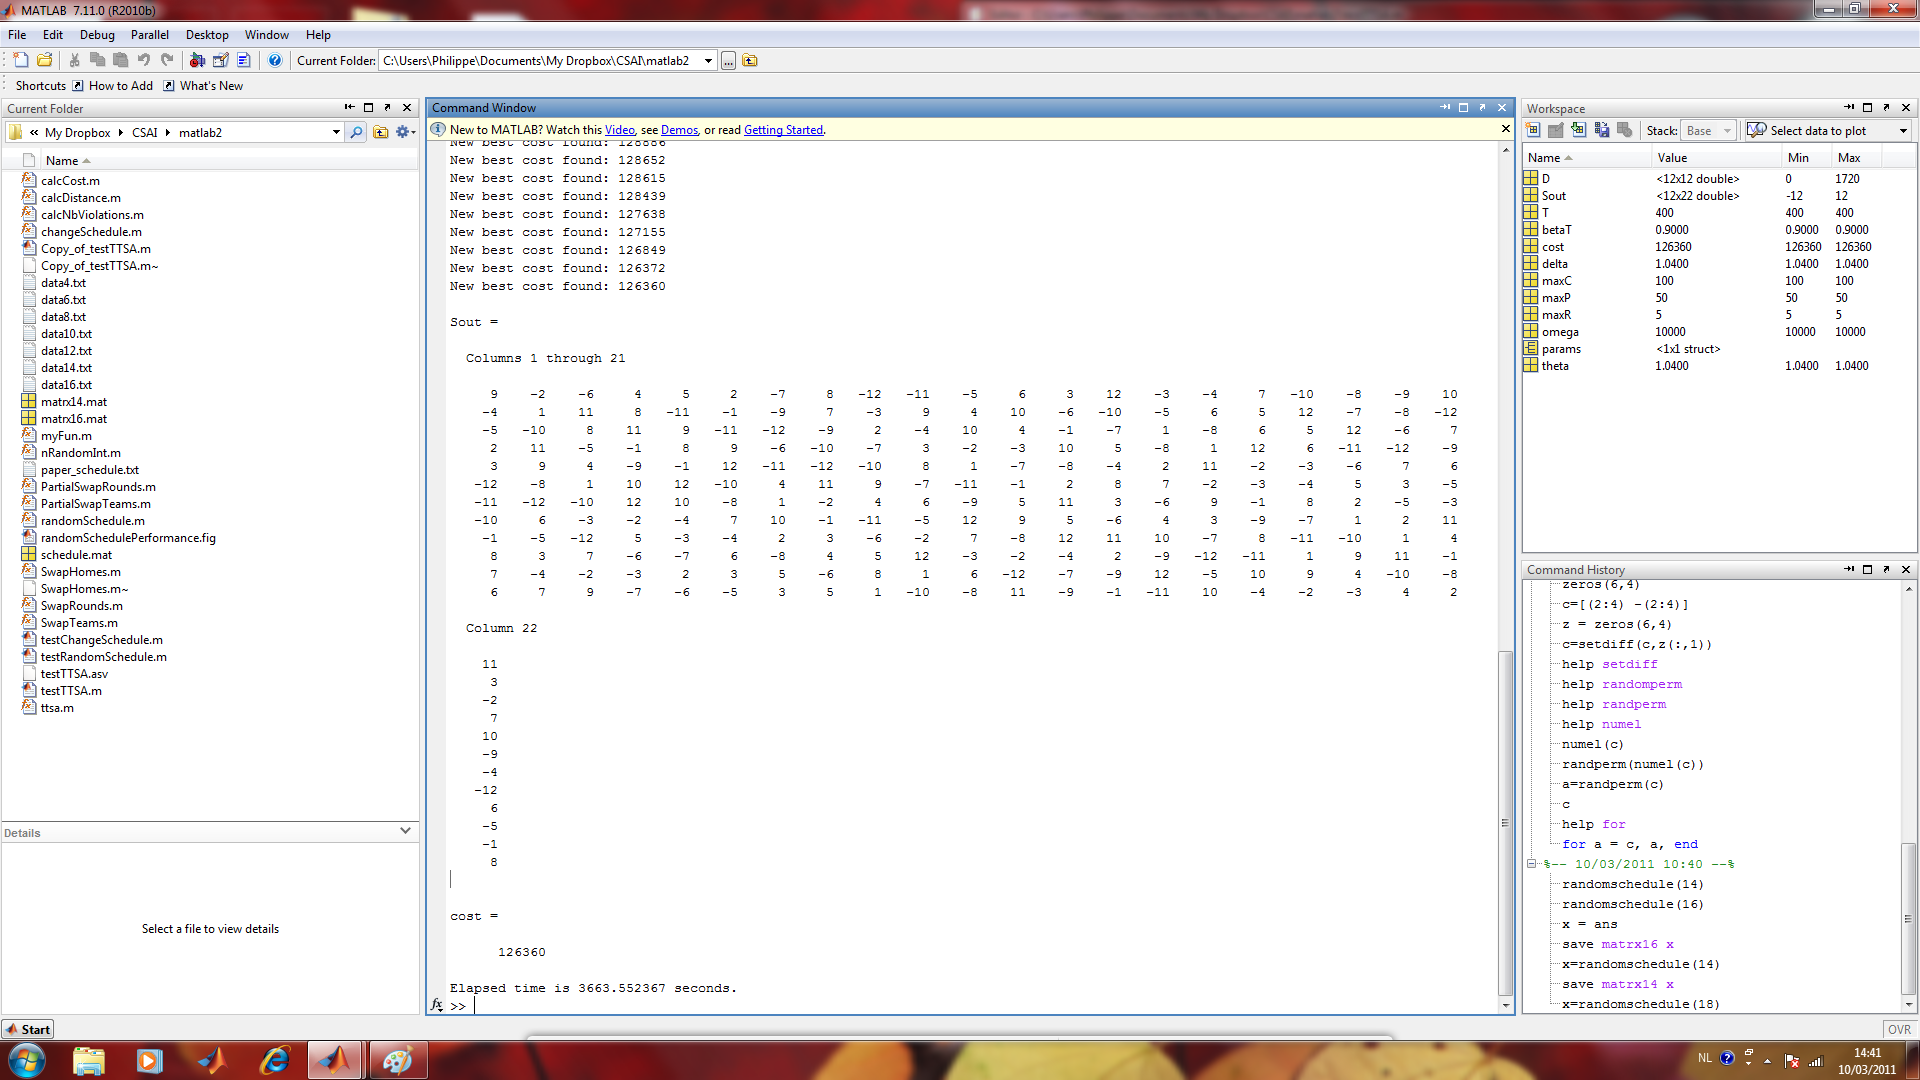 MATLAB 7.11.0 (R2010b)
File Edit Debug Parallel Desktop Window Help
Current Folder: C:\Users\Philippe\Documents\My Dropbox\CSAI\matlab2 ...
Shortcuts How to Add What's New
Current Folder
« My Dropbox CSAI matlab2
Name
calcCost.m
calcDistance.m
calcNbViolations.m
changeSchedule.m
Copy_of_testTTSA.m
Copy_of_testTTSA.m~
data4.txt
data6.txt
data8.txt
data10.txt
data12.txt
data14.txt
data16.txt
matrx14.mat
matrx16.mat
myFun.m
nRandomInt.m
paper_schedule.txt
PartialSwapRounds.m
PartialSwapTeams.m
randomSchedule.m
randomSchedulePerformance.fig
schedule.mat
SwapHomes.m
SwapHomes.m~
SwapRounds.m
SwapTeams.m
testChangeSchedule.m
testRandomSchedule.m
testTTSA.asv
testTTSA.m
ttsa.m
Details
Select a file to view details
Command Window
New to MATLAB? Watch this Video, see Demos, or read Getting Started.
New best cost found: 128886
New best cost found: 128652
New best cost found: 128615
New best cost found: 128439
New best cost found: 127638
New best cost found: 127155
New best cost found: 126849
New best cost found: 126372
New best cost found: 126360
Sout =
Columns 1 through 21
9 -2 -6 4 5 2 -7 8 -12 -11 -5 6 3 12 -3 -4 7 -10 -8 -9 10
-4 1 11 8 -11 -1 -9 7 -3 9 4 10 -6 -10 -5 6 5 12 -7 -8 -12
-5 -10 8 11 9 -11 -12 -9 2 -4 10 4 -1 -7 1 -8 6 5 12 -6 7
2 11 -5 -1 8 9 -6 -10 -7 3 -2 -3 10 5 -8 1 12 6 -11 -12 -9
3 9 4 -9 -1 12 -11 -12 -10 8 1 -7 -8 -4 2 11 -2 -3 -6 7 6
-12 -8 1 10 12 -10 4 11 9 -7 -11 -1 2 8 7 -2 -3 -4 5 3 -5
-11 -12 -10 12 10 -8 1 -2 4 6 -9 5 11 3 -6 9 -1 8 2 -5 -3
-10 6 -3 -2 -4 7 10 -1 -11 -5 12 9 5 -6 4 3 -9 -7 1 2 11
-1 -5 -12 5 -3 -4 2 3 -6 -2 7 -8 12 11 10 -7 8 -11 -10 1 4
8 3 7 -6 -7 6 -8 4 5 12 -3 -2 -4 2 -9 -12 -11 1 9 11 -1
7 -4 -2 -3 2 3 5 -6 8 1 6 -12 -7 -9 12 -5 10 9 4 -10 -8
6 7 9 -7 -6 -5 3 5 1 -10 -8 11 -9 -1 -11 10 -4 -2 -3 4 2
Column 22
11
3
-2
7
10
-9
-4
-12
6
-5
-1
8
cost =
126360
Elapsed time is 3663.552367 seconds.
fx >>
Workspace
Stack: Base Select data to plot
Name Value Min Max
D <12x12 double> 0 1720
Sout <12x22 double> -12 12
T 400 400 400
betaT 0.9000 0.9000 0.9000
cost 126360 126360 126360
delta 1.0400 1.0400 1.0400
maxC 100 100 100
maxP 50 50 50
maxR 5 5 5
omega 10000 10000 10000
params <1x1 struct>
theta 1.0400 1.0400 1.0400
Command History
zeros(6,4)
c=[(2:4) -(2:4)]
z = zeros(6,4)
c=setdiff(c,z(:,1))
help setdiff
help randomperm
help randperm
help numel
numel(c)
randperm(numel(c))
a=randperm(c)
c
help for
for a = c, a, end
%-- 10/03/2011 10:40 --%
randomschedule(14)
randomschedule(16)
x = ans
save matrx16 x
x=randomschedule(14)
save matrx14 x
x=randomschedule(18)
Start
OVR
NL
14:41
10/03/2011